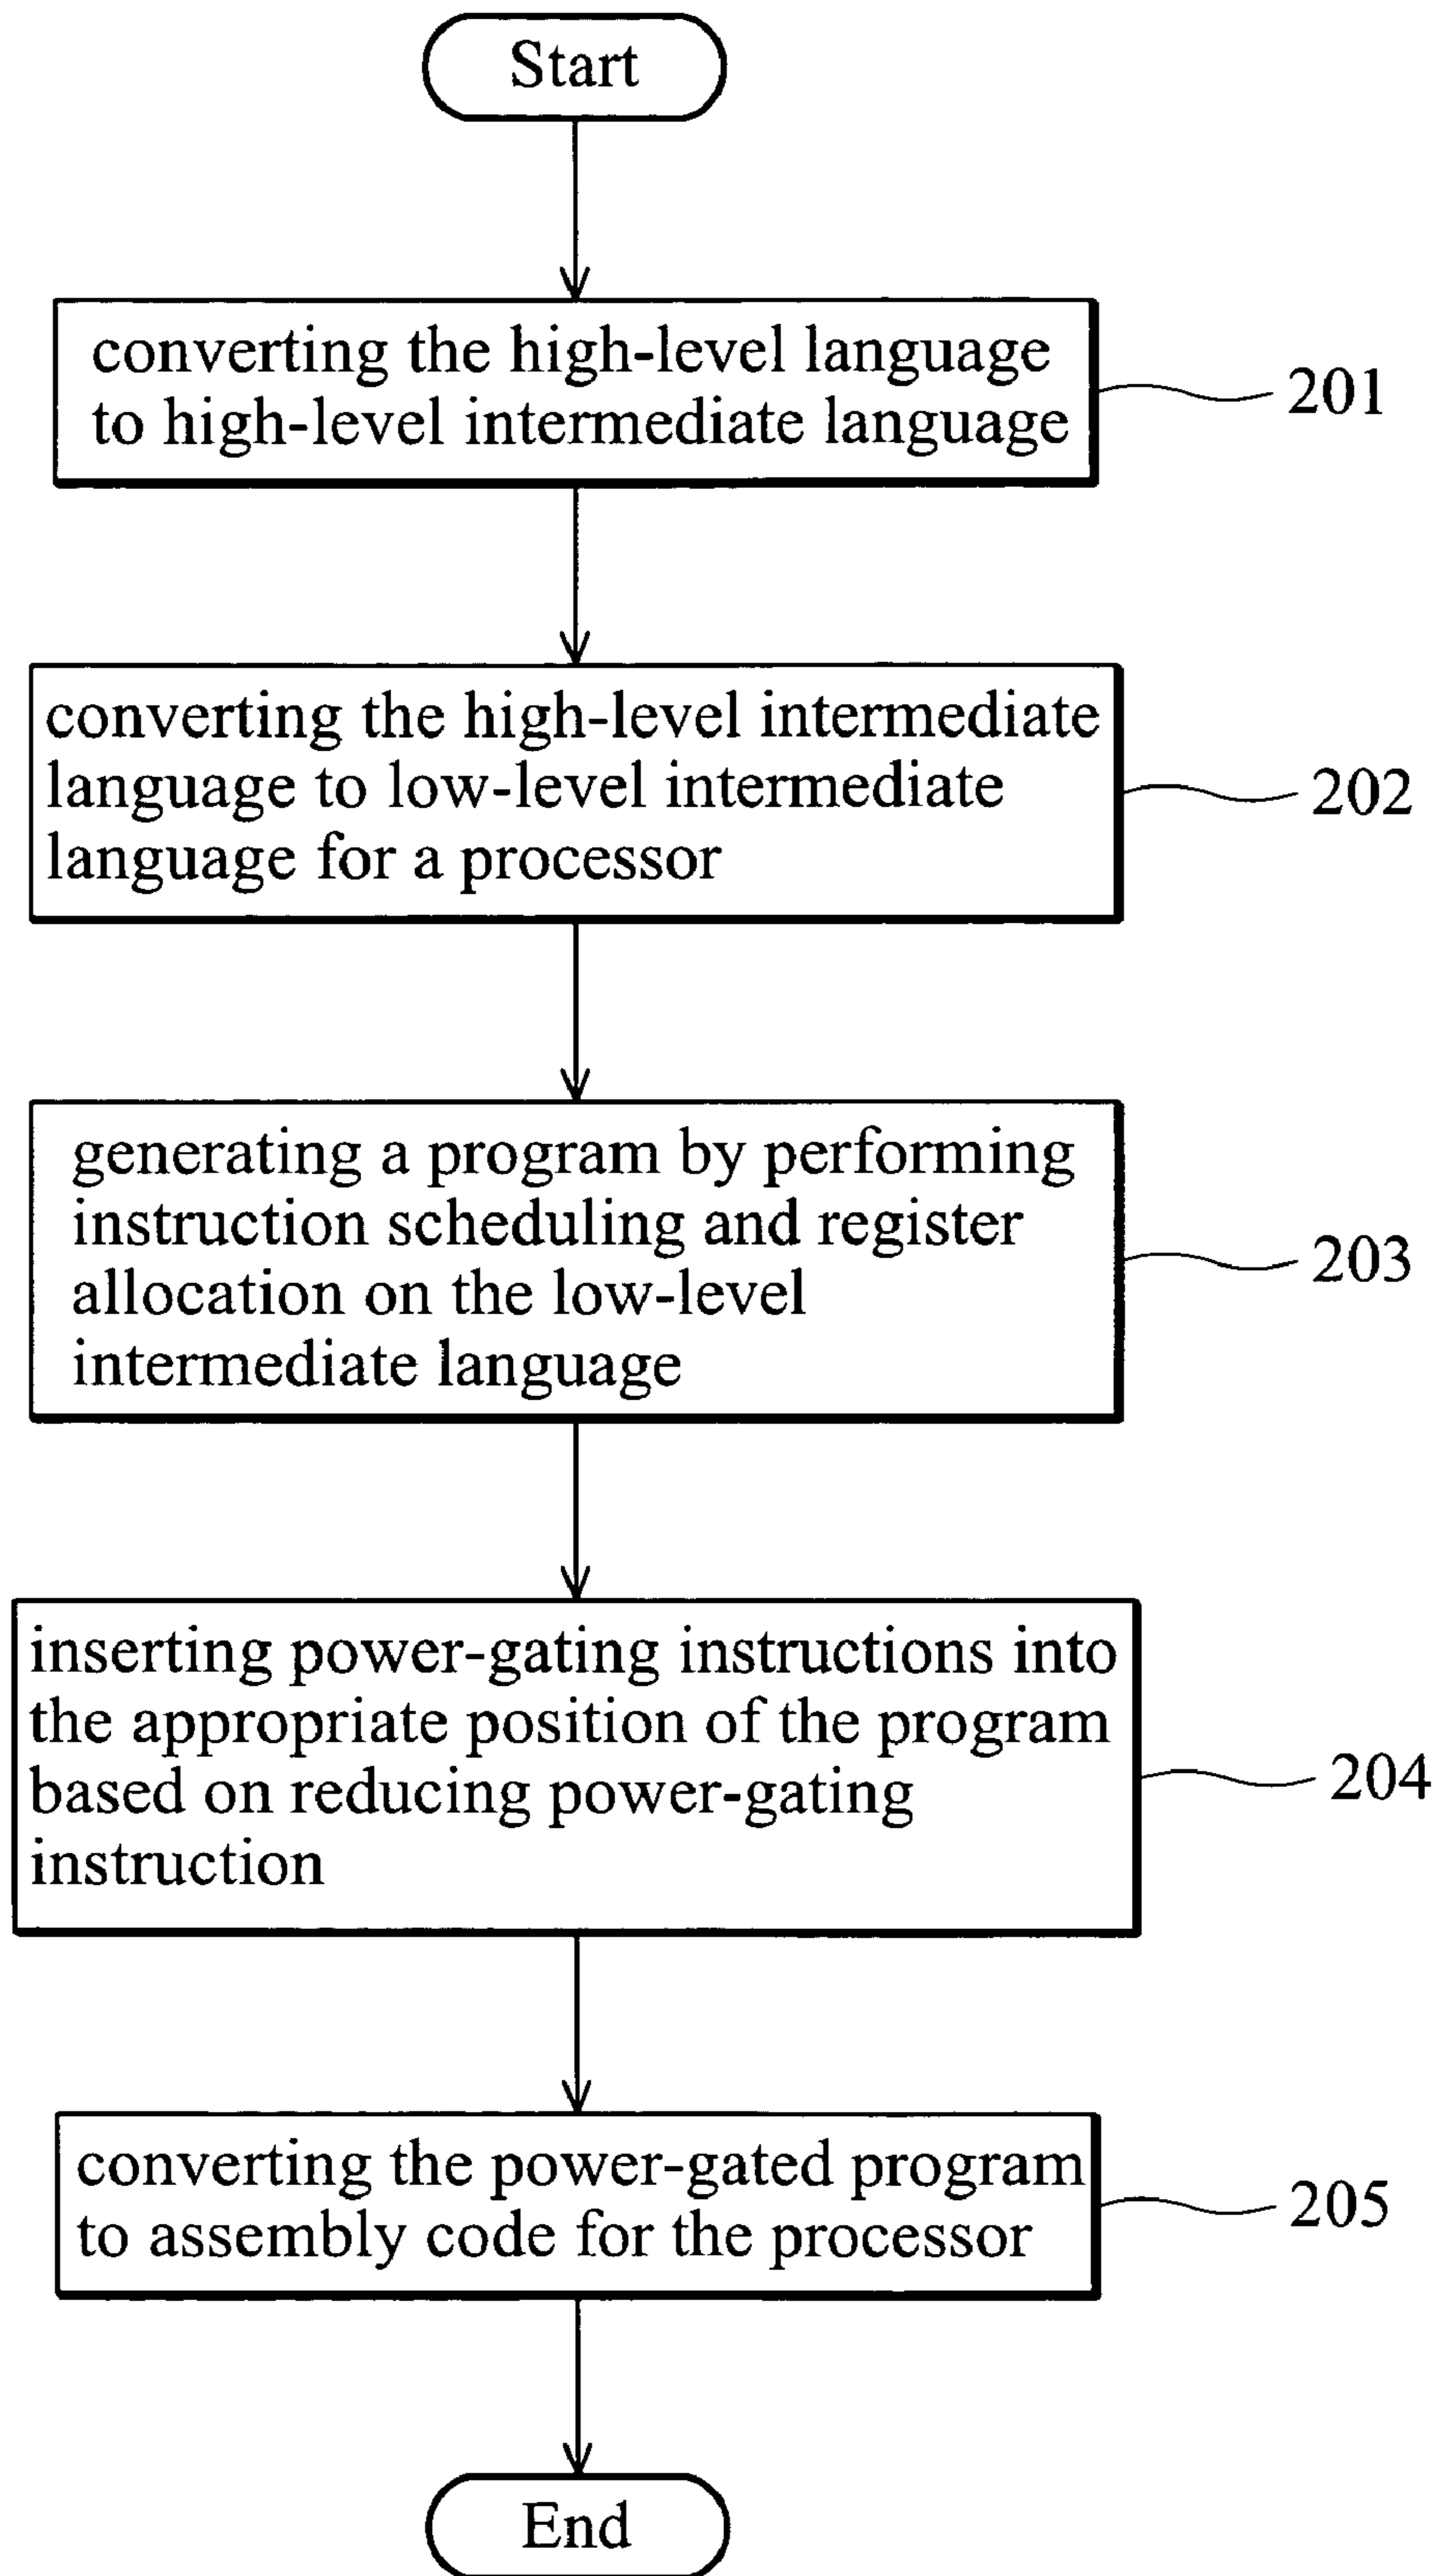 Start
converting the high-level language
to high-level intermediate language
201
converting the high-level intermediate
language to low-level intermediate
language for a processor
202
generating a program by performing
instruction scheduling and register
allocation on the low-level
intermediate language
203
inserting power-gating instructions into
the appropriate position of the program
based on reducing power-gating
instruction
204
converting the power-gated program
to assembly code for the processor
205
End